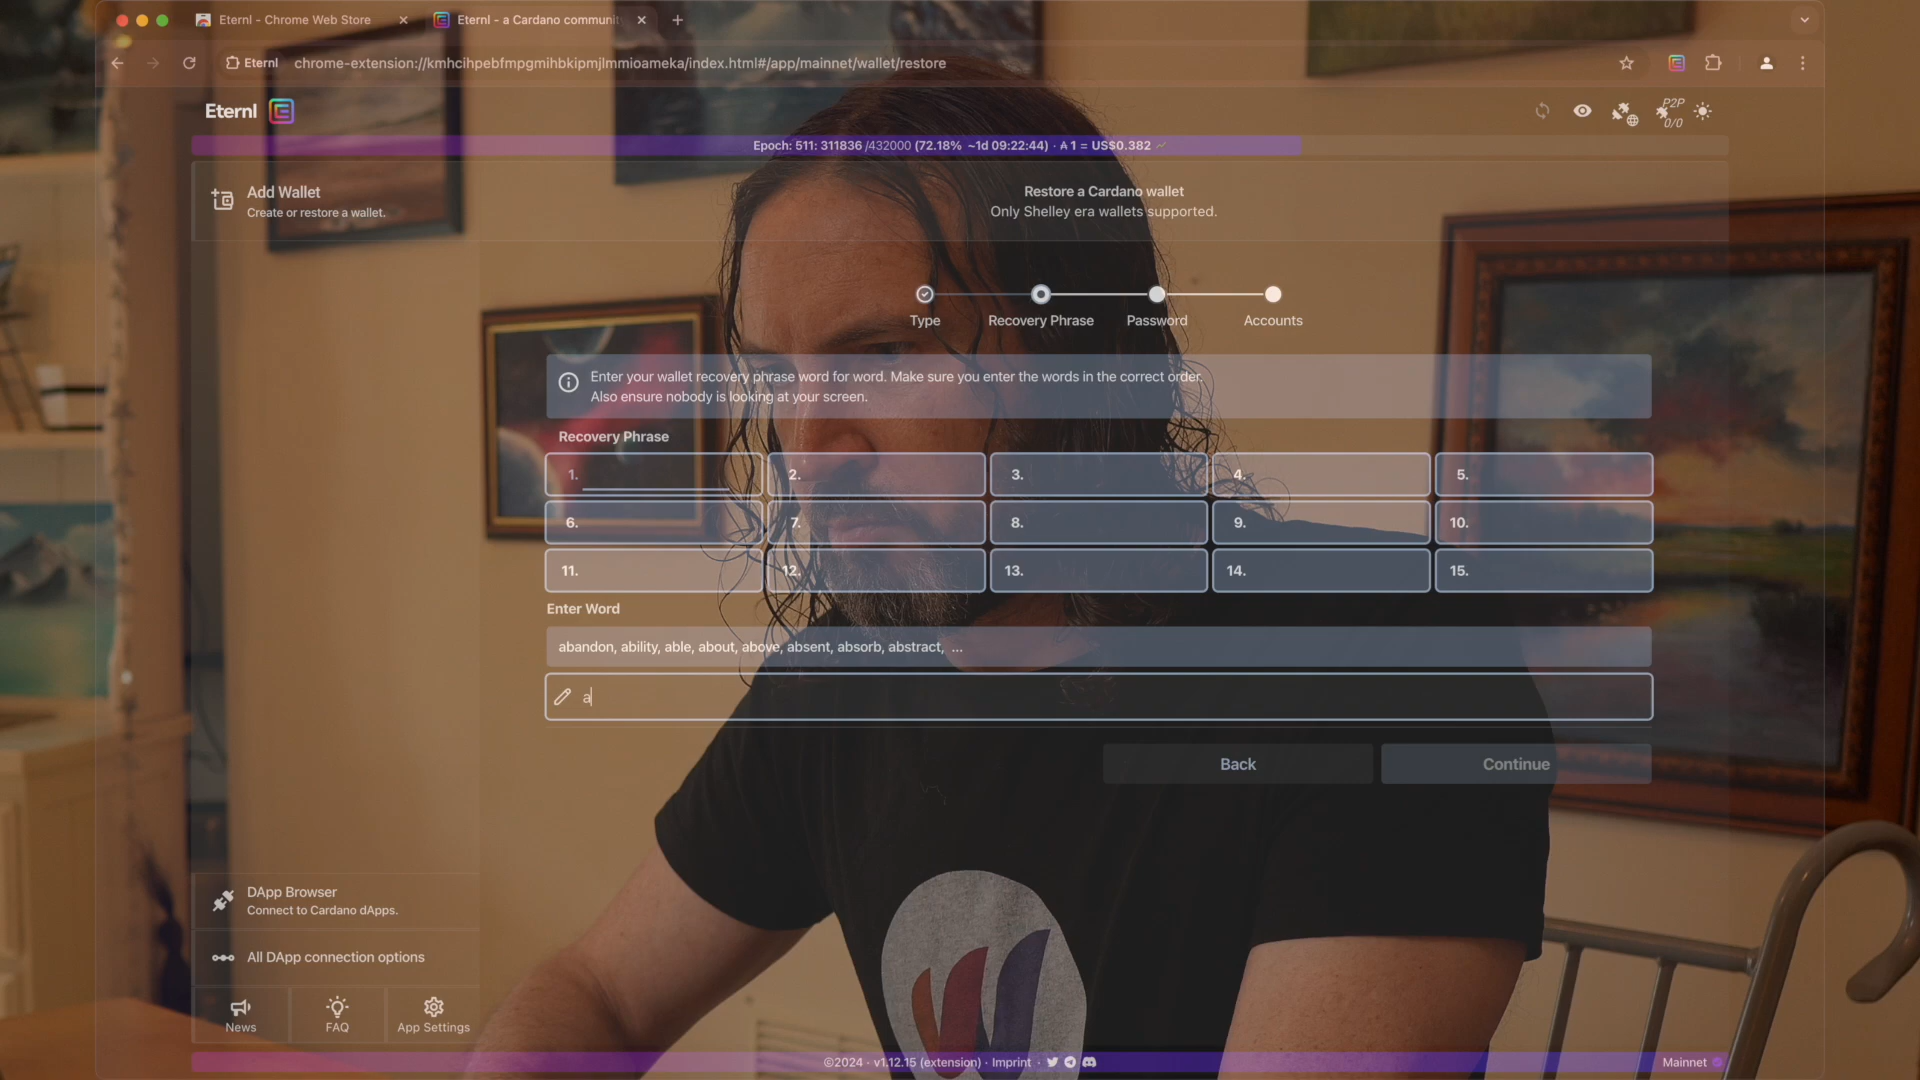 Eternl - Chrome Web Store
Eternl - a Cardano communit
Eternl
chrome-extension://kmhcihpebfmpgmihbkipmjlmmioameka/index.html#/app/mainnet/wallet/restore
Eternl
P2P
0/0
Epoch: 511: 311836 /432000 (72.18% ~1d 09:22:44) · ₳ 1 = US$0.382
Add Wallet
Create or restore a wallet.
Restore a Cardano wallet
Only Shelley era wallets supported.
Type
Recovery Phrase
Password
Accounts
Enter your wallet recovery phrase word for word. Make sure you enter the words in the correct order.
Also ensure nobody is looking at your screen.
Recovery Phrase
1. 2. 3. 4. 5.
6. 7. 8. 9. 10.
11. 12. 13. 14. 15.
Enter Word
abandon, ability, able, about, above, absent, absorb, abstract, ...
a
Back
Continue
DApp Browser
Connect to Cardano dApps.
All DApp connection options
News
FAQ
App Settings
©2024 · v1.12.15 (extension) · Imprint ·
Mainnet